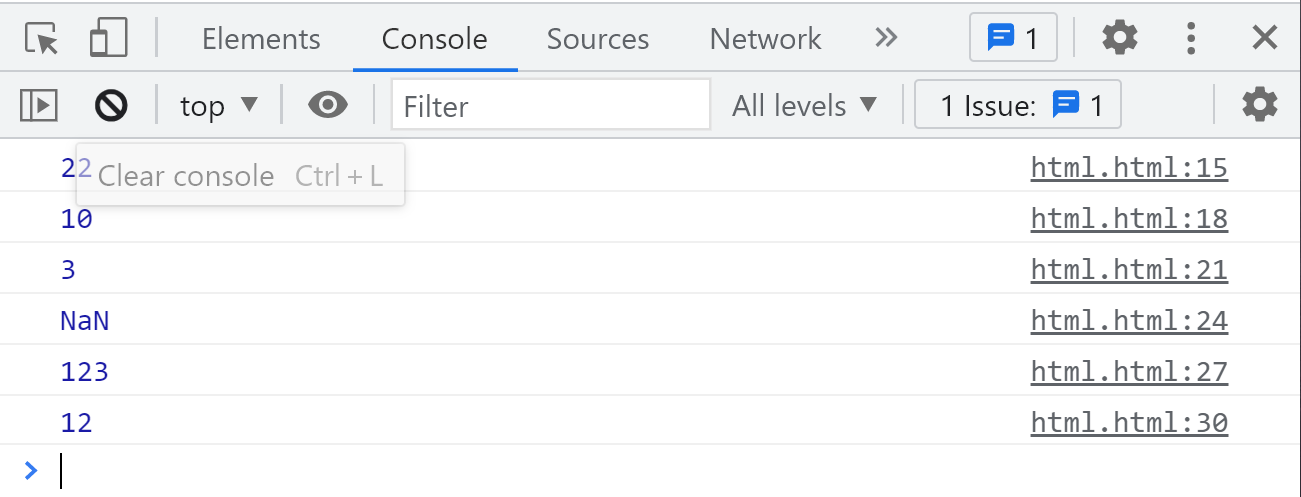 Elements Console Sources Network » 1
top ▼ Filter All levels ▼ 1 Issue: 1
22 html.html:15
Clear console Ctrl + L
10 html.html:18
3 html.html:21
NaN html.html:24
123 html.html:27
12 html.html:30
>